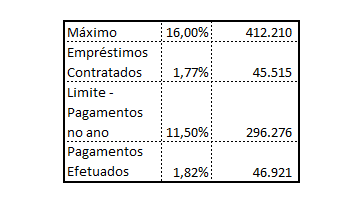 Máximo 16,00% 412.210
Empréstimos
Contratados 1,77% 45.515
Limite -
Pagamentos
no ano 11,50% 296.276
Pagamentos
Efetuados 1,82% 46.921